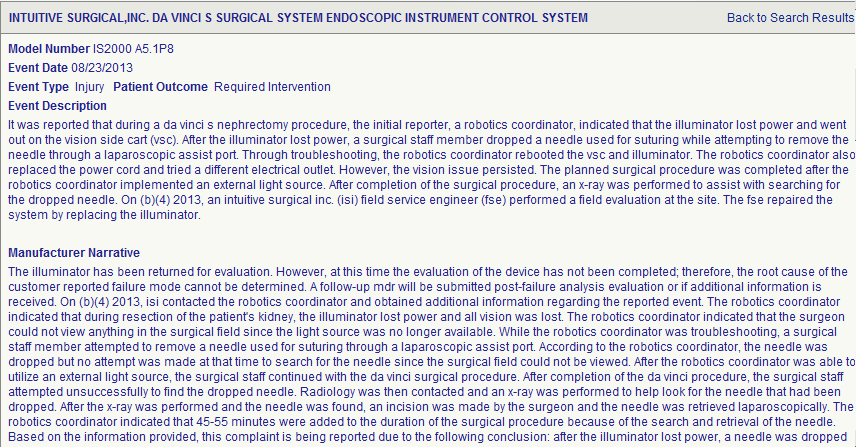 INTUITIVE SURGICAL,INC. DA VINCI S SURGICAL SYSTEM ENDOSCOPIC INSTRUMENT CONTROL SYSTEM Back to Search Results
Model Number IS2000 A5.1P8
Event Date 08/23/2013
Event Type Injury Patient Outcome Required Intervention
Event Description
It was reported that during a da vinci s nephrectomy procedure, the initial reporter, a robotics coordinator, indicated that the illuminator lost power and went
out on the vision side cart (vsc). After the illuminator lost power, a surgical staff member dropped a needle used for suturing while attempting to remove the
needle through a laparoscopic assist port. Through troubleshooting, the robotics coordinator rebooted the vsc and illuminator. The robotics coordinator also
replaced the power cord and tried a different electrical outlet. However, the vision issue persisted. The planned surgical procedure was completed after the
robotics coordinator implemented an external light source. After completion of the surgical procedure, an x-ray was performed to assist with searching for
the dropped needle. On (b)(4) 2013, an intuitive surgical inc. (isi) field service engineer (fse) performed a field evaluation at the site. The fse repaired the
system by replacing the illuminator.
Manufacturer Narrative
The illuminator has been returned for evaluation. However, at this time the evaluation of the device has not been completed; therefore, the root cause of the
customer reported failure mode cannot be determined. A follow-up mdr will be submitted post-failure analysis evaluation or if additional information is
received. On (b)(4) 2013, isi contacted the robotics coordinator and obtained additional information regarding the reported event. The robotics coordinator
indicated that during resection of the patient's kidney, the illuminator lost power and all vision was lost. The robotics coordinator indicated that the surgeon
could not view anything in the surgical field since the light source was no longer available. While the robotics coordinator was troubleshooting, a surgical
staff member attempted to remove a needle used for suturing through a laparoscopic assist port. According to the robotics coordinator, the needle was
dropped but no attempt was made at that time to search for the needle since the surgical field could not be viewed. After the robotics coordinator was able to
utilize an external light source, the surgical staff continued with the da vinci surgical procedure. After completion of the da vinci procedure, the surgical staff
attempted unsuccessfully to find the dropped needle. Radiology was then contacted and an x-ray was performed to help look for the needle that had been
dropped. After the x-ray was performed and the needle was found, an incision was made by the surgeon and the needle was retrieved laparoscopically. The
robotics coordinator indicated that 45-55 minutes were added to the duration of the surgical procedure because of the search and retrieval of the needle.
Based on the information provided, this complaint is being reported due to the following conclusion: after the illuminator lost power, a needle was dropped